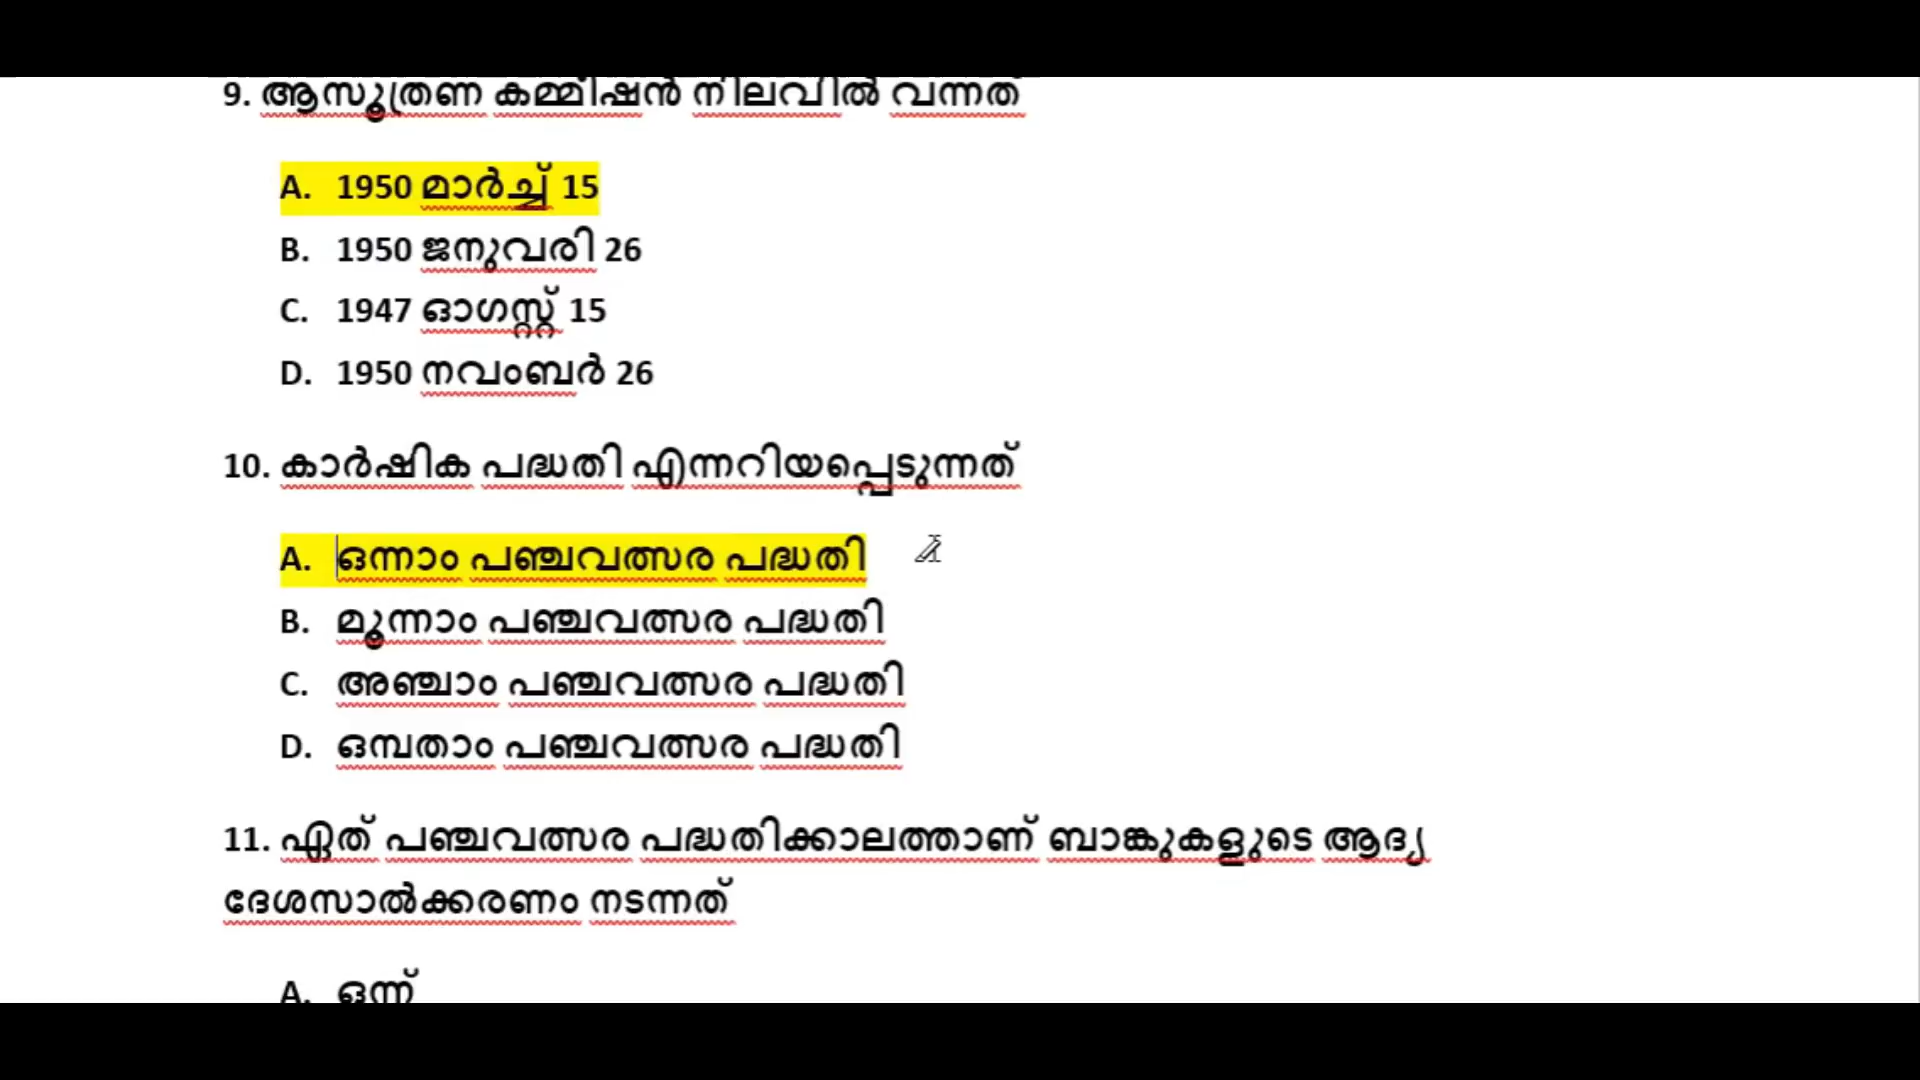 9. ആസൂത്രണ കമ്മീഷൻ നിലവിൽ വന്നത്
A. 1950 മാർച്ച് 15
B. 1950 ജനുവരി 26
C. 1947 ഓഗസ്റ്റ് 15
D. 1950 നവംബർ 26
10. കാർഷിക പദ്ധതി എന്നറിയപ്പെടുന്നത്
A. ഒന്നാം പഞ്ചവത്സര പദ്ധതി
B. മൂന്നാം പഞ്ചവത്സര പദ്ധതി
C. അഞ്ചാം പഞ്ചവത്സര പദ്ധതി
D. ഒമ്പതാം പഞ്ചവത്സര പദ്ധതി
11. ഏത് പഞ്ചവത്സര പദ്ധതിക്കാലത്താണ് ബാങ്കുകളുടെ ആദ്യ
ദേശസാൽക്കരണം നടന്നത്
A. ഒന്ന്